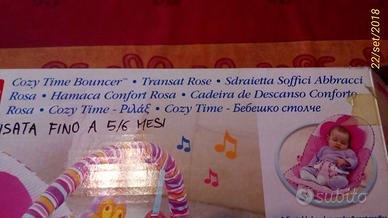 22/set/2018
Cozy Time Bouncer™ • Transat Rose • Sdraietta Soffici Abbracci
Rosa • Hamaca Confort Rosa • Cadeira de Descanso Conforto
Rosa • Cozy Time - Ριλάξ • Cozy Time - Бебешко столче
USATA FINO A 5/6 MESI
subito